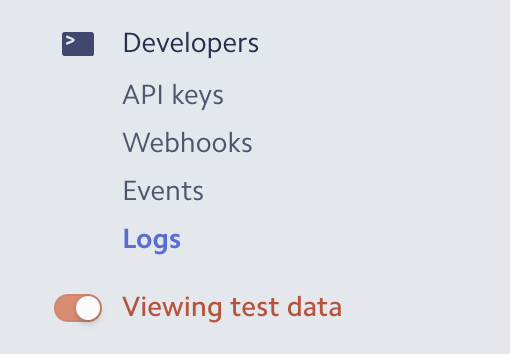 Developers
API keys
Webhooks
Events
Logs
Viewing test data